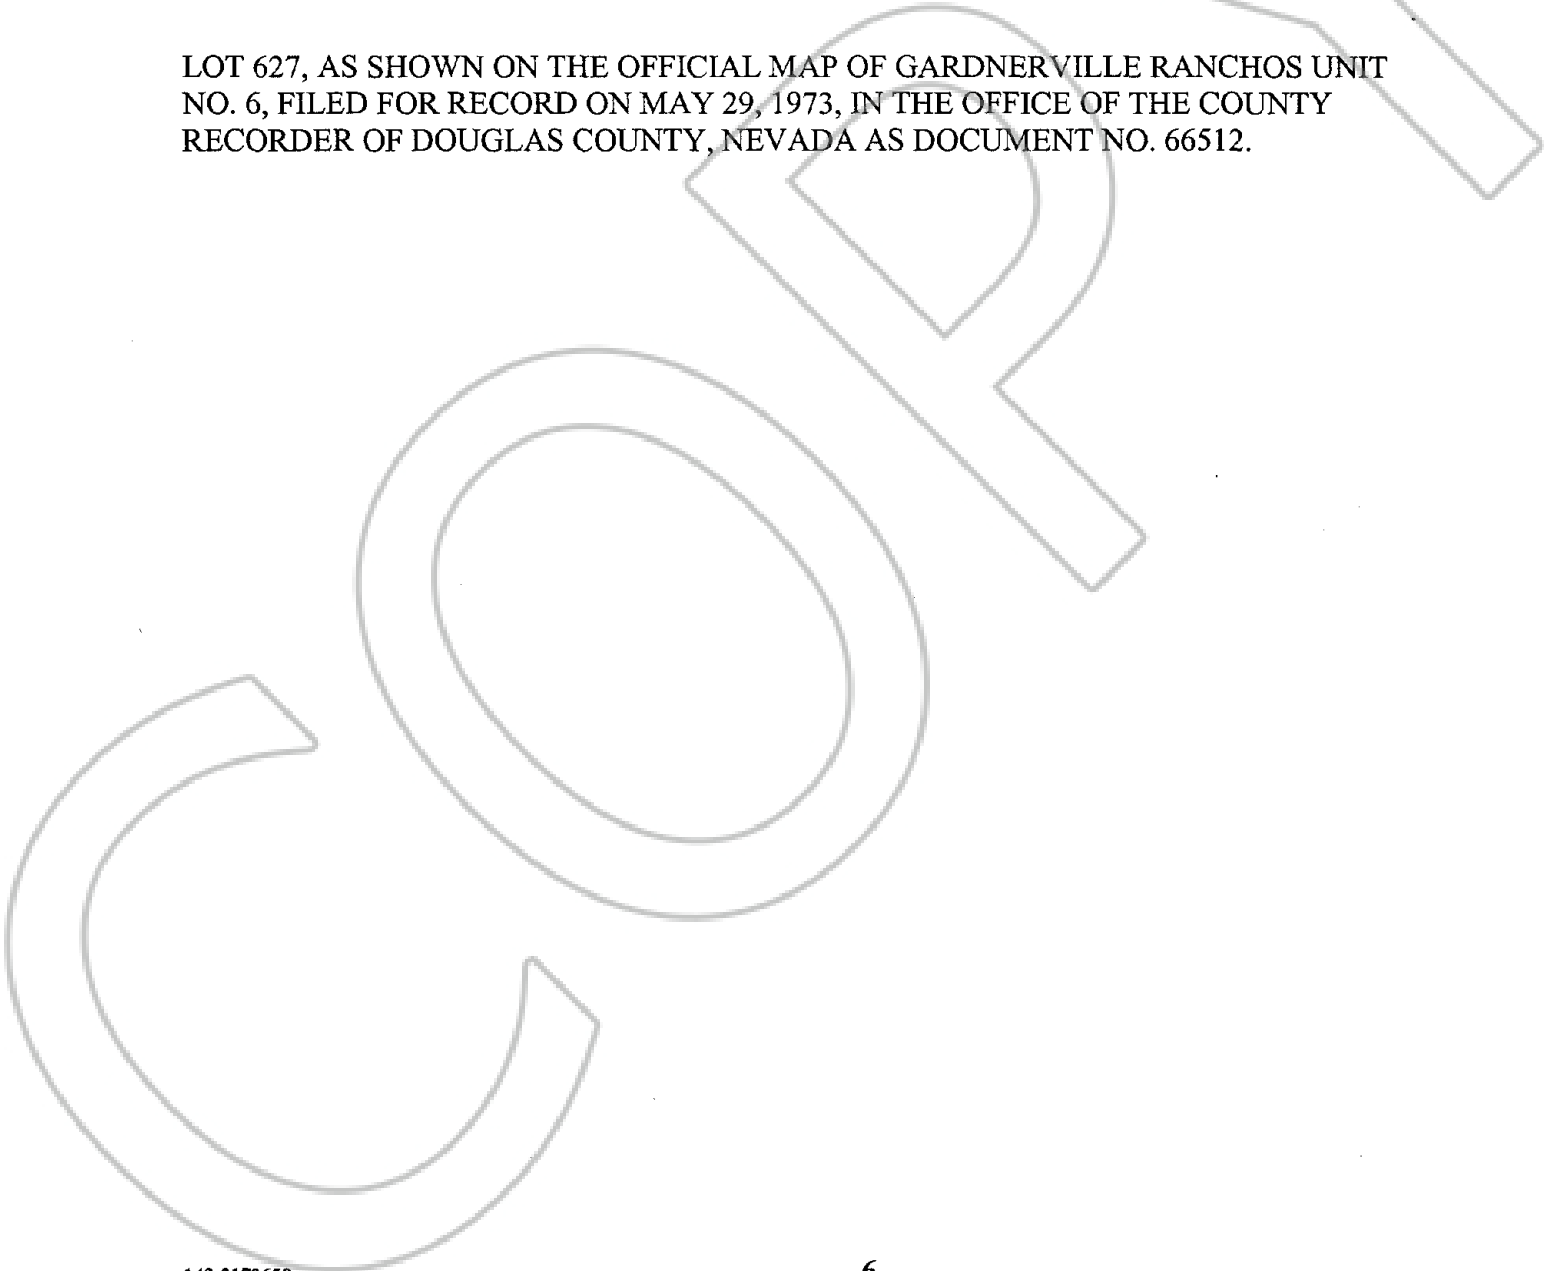 LOT 627, AS SHOWN ON THE OFFICIAL MAP OF GARDNERVILLE RANCHOS UNIT
NO. 6, FILED FOR RECORD ON MAY 29, 1973, IN THE OFFICE OF THE COUNTY
RECORDER OF DOUGLAS COUNTY, NEVADA AS DOCUMENT NO. 66512.
COPY
6